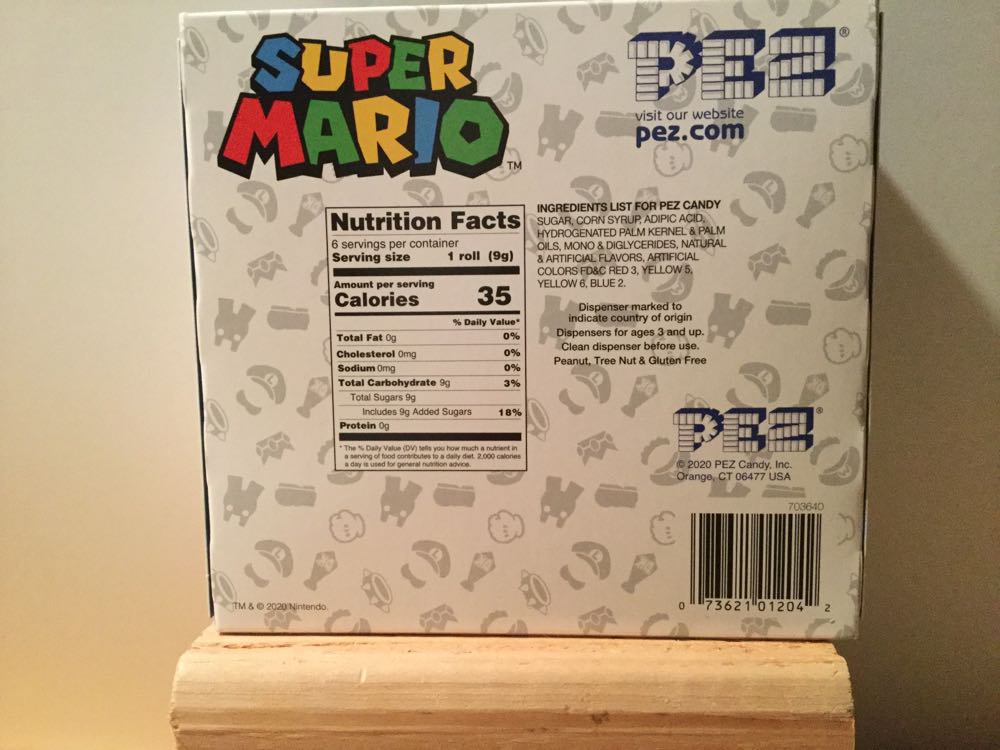 SUPER
MARIO™
PEZ®
visit our website
pez.com
Nutrition Facts
6 servings per container
Serving size 1 roll (9g)
Amount per serving
Calories 35
% Daily Value*
Total Fat 0g 0%
Cholesterol 0mg 0%
Sodium 0mg 0%
Total Carbohydrate 9g 3%
Total Sugars 9g
Includes 9g Added Sugars 18%
Protein 0g
* The % Daily Value (DV) tells you how much a nutrient in
a serving of food contributes to a daily diet. 2,000 calories
a day is used for general nutrition advice.
INGREDIENTS LIST FOR PEZ CANDY
SUGAR, CORN SYRUP, ADIPIC ACID,
HYDROGENATED PALM KERNEL & PALM
OILS, MONO & DIGLYCERIDES, NATURAL
& ARTIFICIAL FLAVORS, ARTIFICIAL
COLORS FD&C RED 3, YELLOW 5,
YELLOW 6, BLUE 2.
Dispenser marked to
indicate country of origin
Dispensers for ages 3 and up.
Clean dispenser before use.
Peanut, Tree Nut & Gluten Free
PEZ®
© 2020 PEZ Candy, Inc.
Orange, CT 06477 USA
703640
0 73621 01204 2
TM & © 2020 Nintendo.